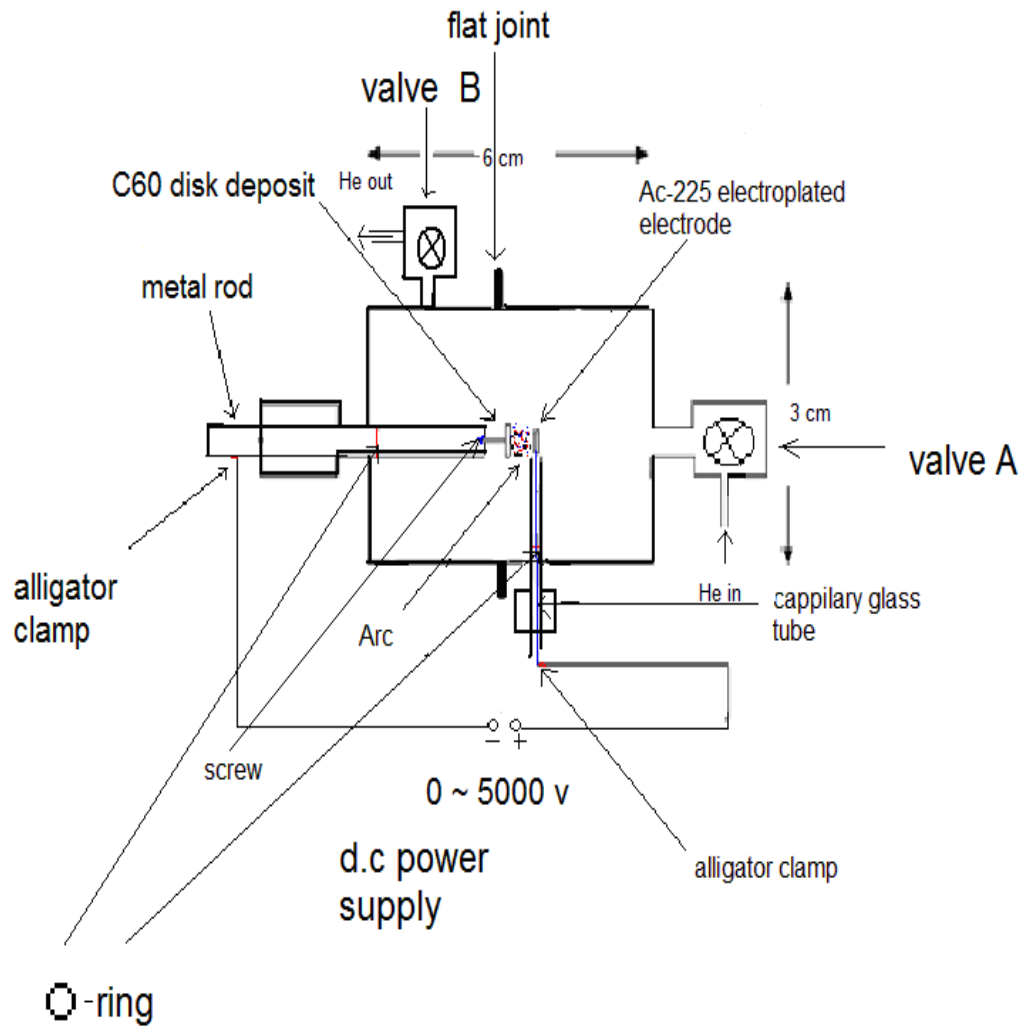 flat joint
valve B
6 cm
C60 disk deposit
He out
Ac-225 electroplated
electrode
metal rod
3 cm
valve A
alligator
clamp
Arc
He in
cappilary glass
tube
screw
− +
0 ~ 5000 v
d.c power
supply
alligator clamp
O-ring